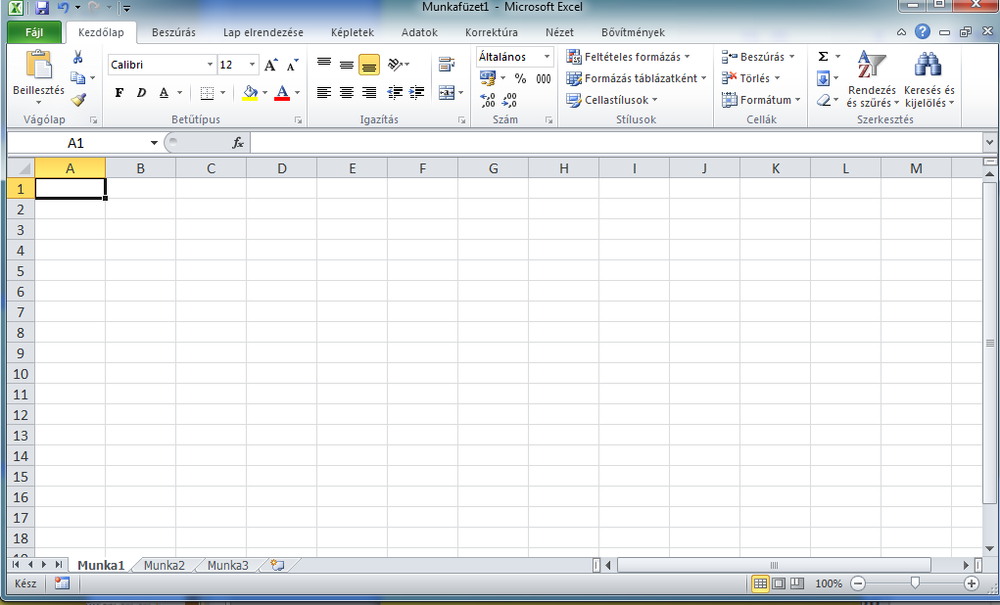 Munkafüzet1 - Microsoft Excel
Fájl Kezdőlap Beszúrás Lap elrendezése Képletek Adatok Korrektúra Nézet Bővítmények
Beillesztés
Vágólap
Calibri 12 A A
F D A A
Betűtípus
Igazítás
Általános
% 000
,00 ,00
Szám
Feltételes formázás
Formázás táblázatként
Cellastílusok
Stílusok
Beszúrás
Törlés
Formátum
Cellák
Σ
Rendezés és szűrés
Keresés és kijelölés
Szerkesztés
A1 fx
A B C D E F G H I J K L M
1
2
3
4
5
6
7
8
9
10
11
12
13
14
15
16
17
18
Munka1 Munka2 Munka3
Kész 100%